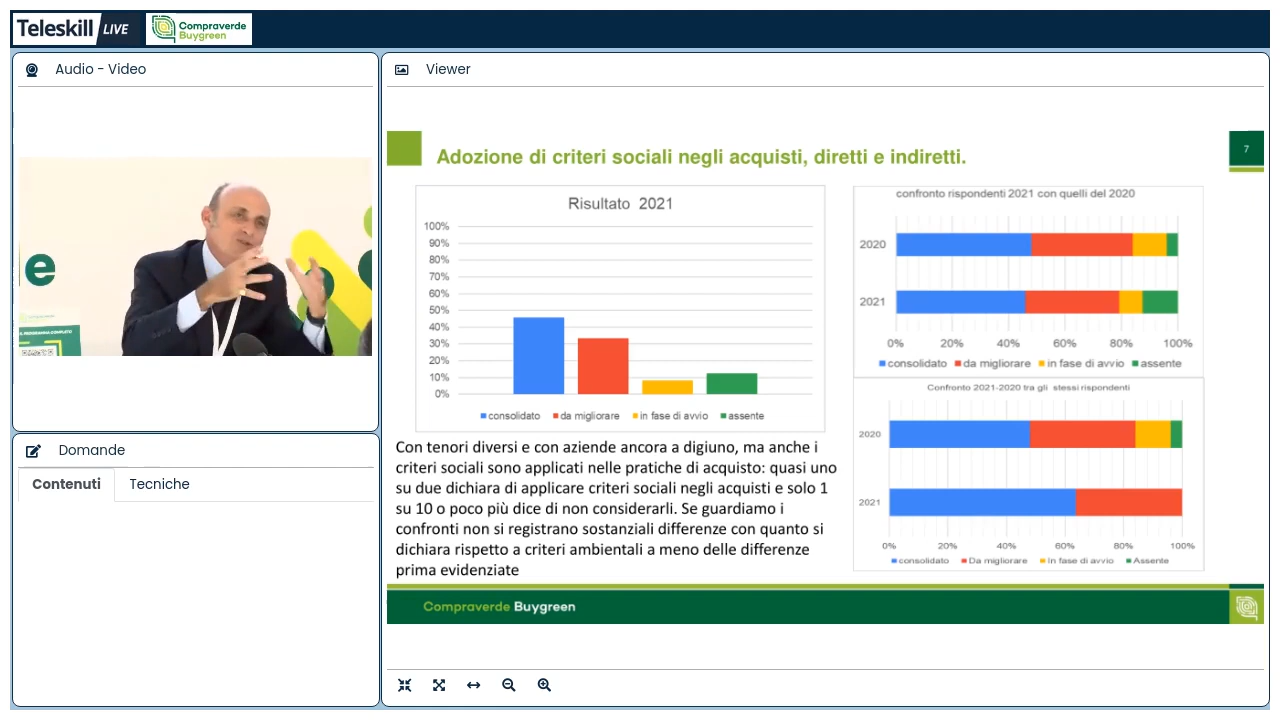 Teleskill LIVE
Compraverde
Buygreen
Audio - Video
e
Domande
Contenuti
Tecniche
Viewer
Adozione di criteri sociali negli acquisti, diretti e indiretti.
7
Risultato 2021
100%
90%
80%
70%
60%
50%
40%
30%
20%
10%
0%
consolidato da migliorare in fase di avvio assente
confronto rispondenti 2021 con quelli del 2020
2020
2021
0% 20% 40% 60% 80% 100%
consolidato da migliorare in fase di avvio assente
Confronto 2021-2020 tra gli stessi rispondenti
2020
2021
0% 20% 40% 60% 80% 100%
consolidato Da migliorare In fase di avvio Assente
Con tenori diversi e con aziende ancora a digiuno, ma anche i
criteri sociali sono applicati nelle pratiche di acquisto: quasi uno
su due dichiara di applicare criteri sociali negli acquisti e solo 1
su 10 o poco più dice di non considerarli. Se guardiamo i
confronti non si registrano sostanziali differenze con quanto si
dichiara rispetto a criteri ambientali a meno delle differenze
prima evidenziate
Compraverde Buygreen